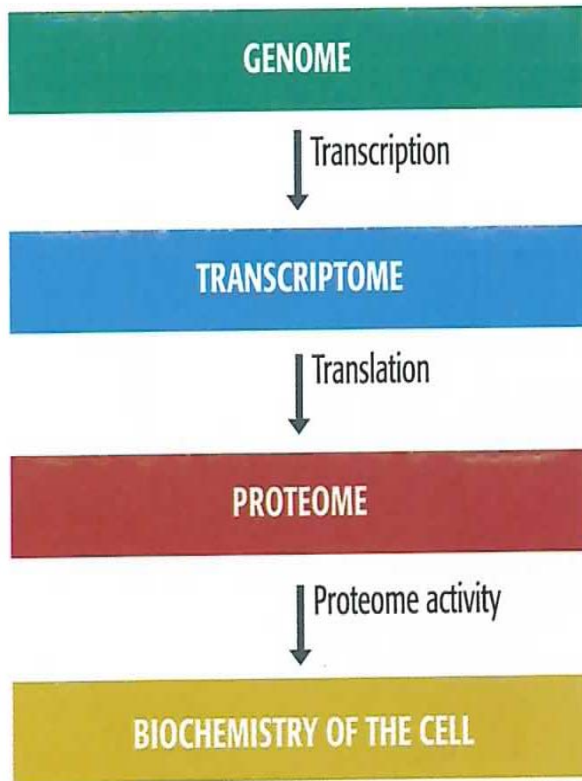 GENOME
Transcription
TRANSCRIPTOME
Translation
PROTEOME
Proteome activity
BIOCHEMISTRY OF THE CELL